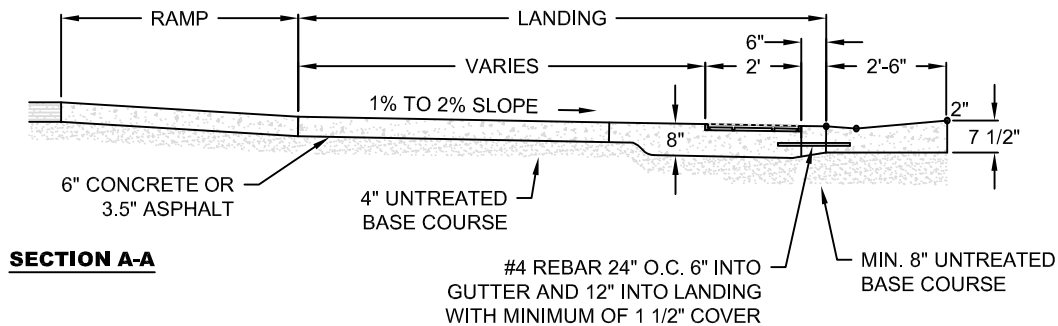 RAMP
LANDING
6"
VARIES
2'
2'-6"
1% TO 2% SLOPE
2"
8"
7 1/2"
6" CONCRETE OR
3.5" ASPHALT
4" UNTREATED
BASE COURSE
SECTION A-A
#4 REBAR 24" O.C. 6" INTO
GUTTER AND 12" INTO LANDING
WITH MINIMUM OF 1 1/2" COVER
MIN. 8" UNTREATED
BASE COURSE